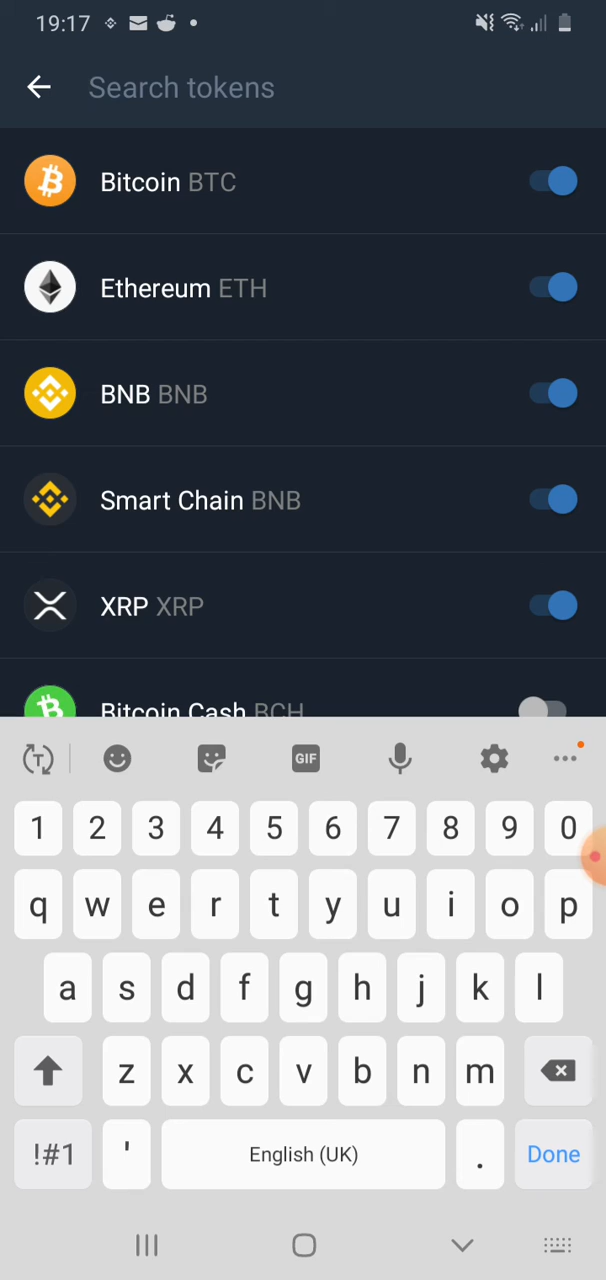 19:17
Search tokens
Bitcoin BTC
Ethereum ETH
BNB BNB
Smart Chain BNB
XRP XRP
Bitcoin Cash BCH
T GIF
1 2 3 4 5 6 7 8 9 0
q w e r t y u i o p
a s d f g h j k l
z x c v b n m
!#1 ' English (UK) . Done